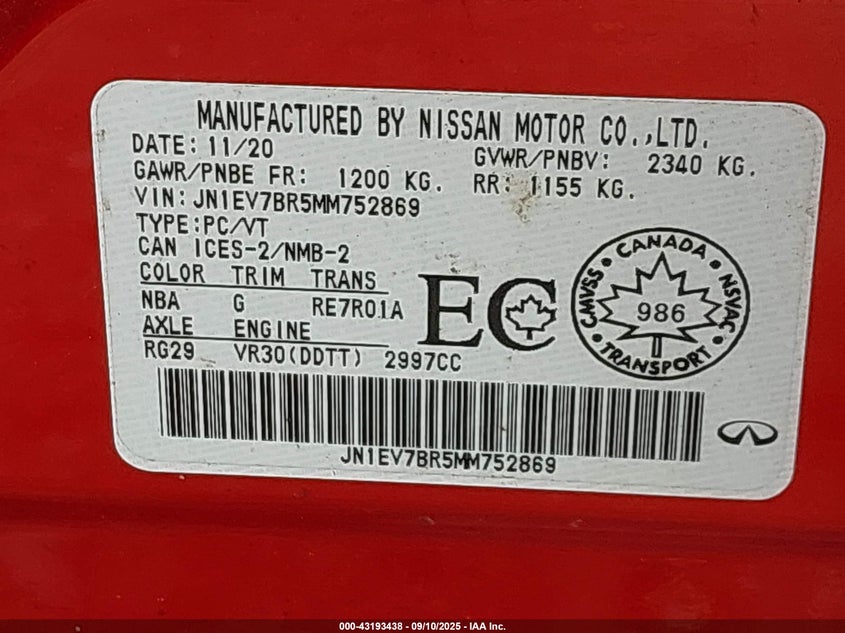 MANUFACTURED BY NISSAN MOTOR CO.,LTD.
DATE: 11/20 GVWR/PNBV: 2340 KG.
GAWR/PNBE FR: 1200 KG. RR: 1155 KG.
VIN: JN1EV7BR5MM752869
TYPE: PC/VT
CAN ICES-2/NMB-2
COLOR TRIM TRANS
NBA G RE7R01A
AXLE ENGINE
RG29 VR30(DDTT) 2997CC
EC
CANADA
CMVSS
NSVAC
986
TRANSPORT
JN1EV7BR5MM752869
000-43193438 - 09/10/2025 - IAA Inc.